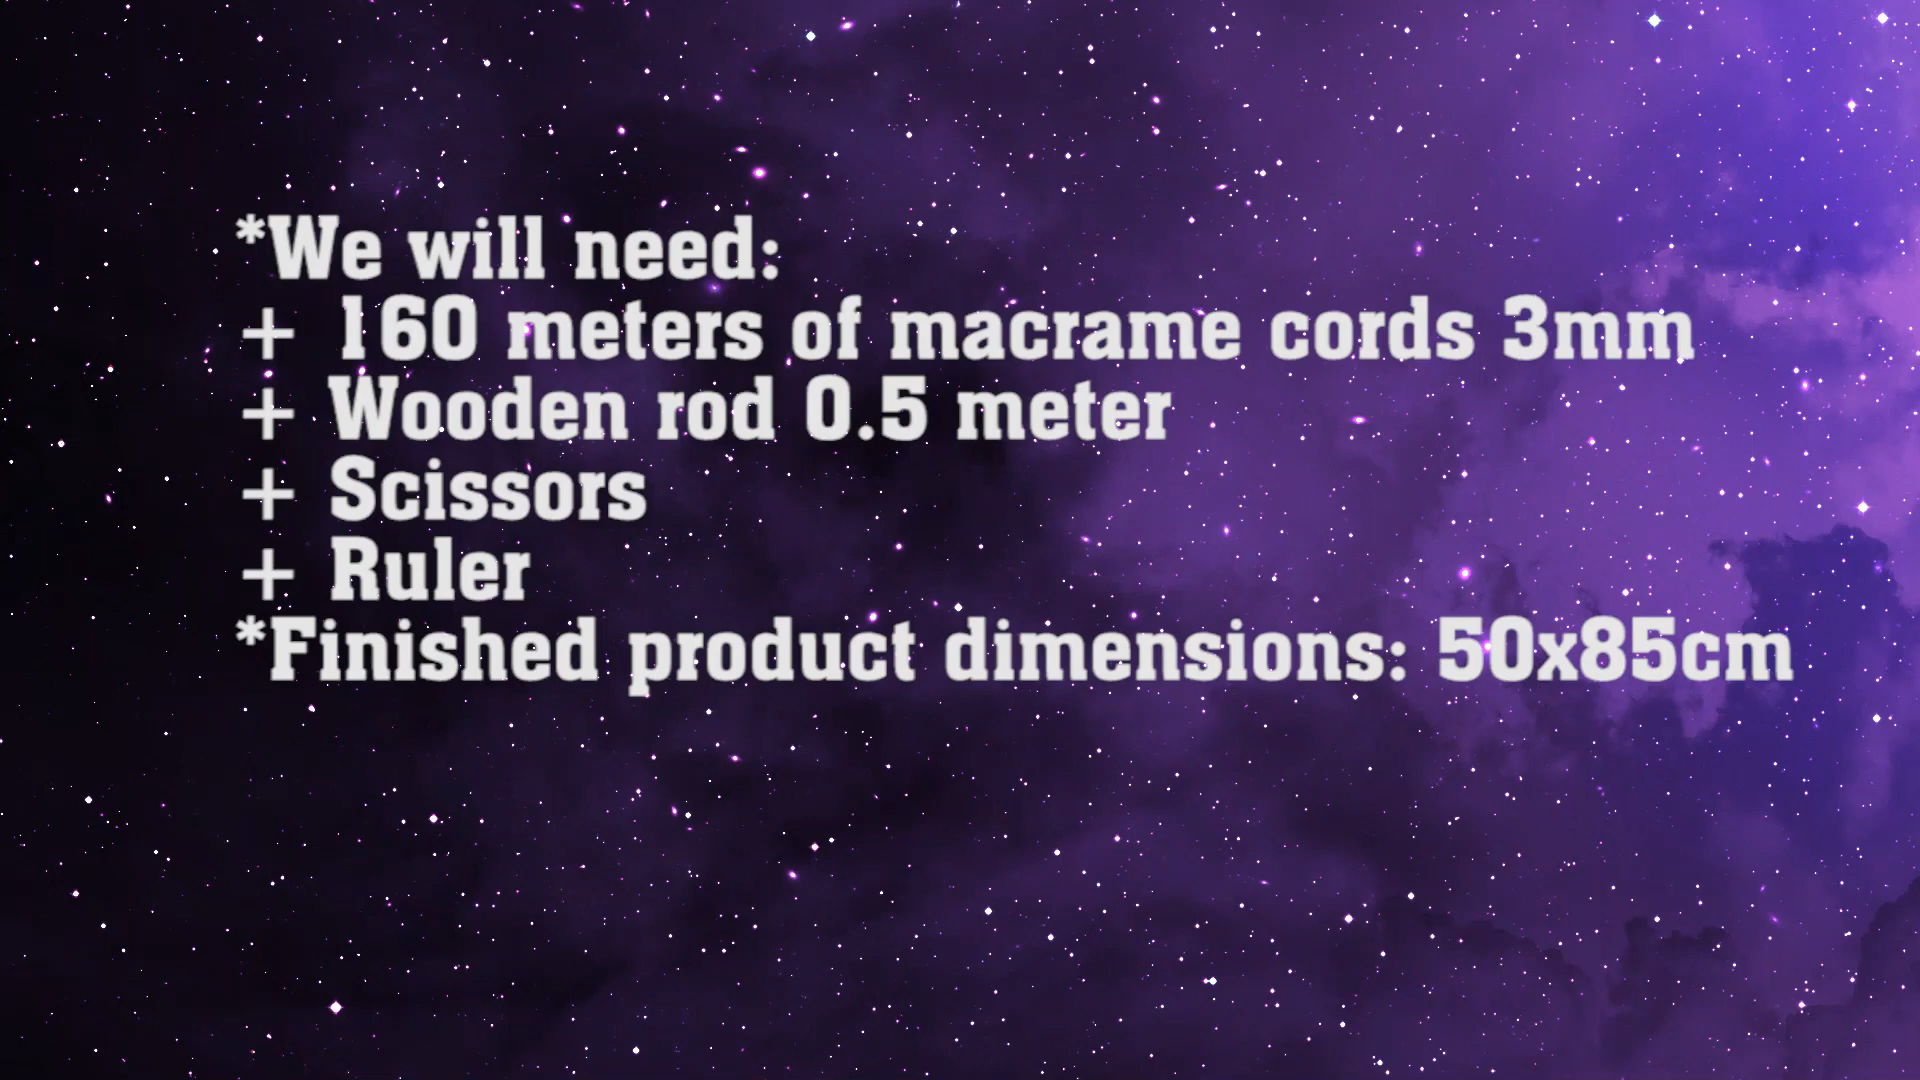 *We will need:
+ 160 meters of macrame cords 3mm
+ Wooden rod 0.5 meter
+ Scissors
+ Ruler
*Finished product dimensions: 50x85cm